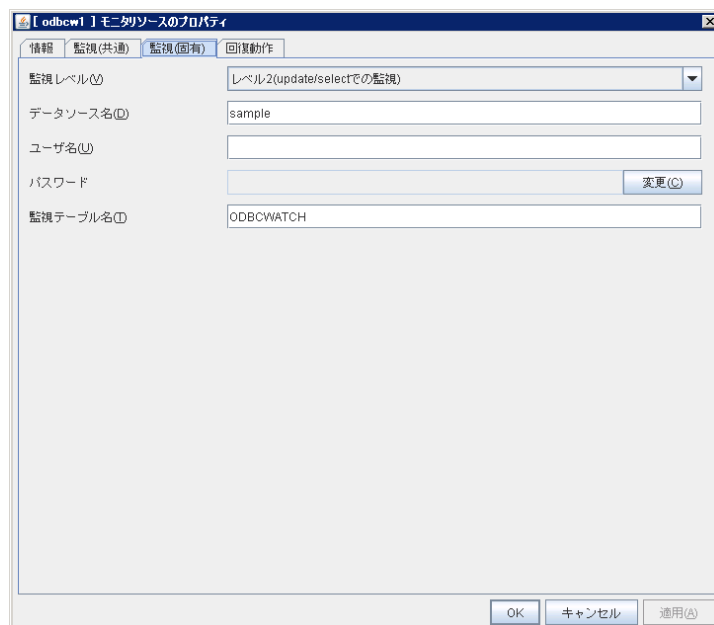 [ odbcw1 ] モニタリソースのプロパティ
情報 監視(共通) 監視(固有) 回復動作
監視レベル(V) レベル2(update/selectでの監視)
データソース名(D) sample
ユーザ名(U)
パスワード 変更(C)
監視テーブル名(T) ODBCWATCH
OK キャンセル 適用(A)